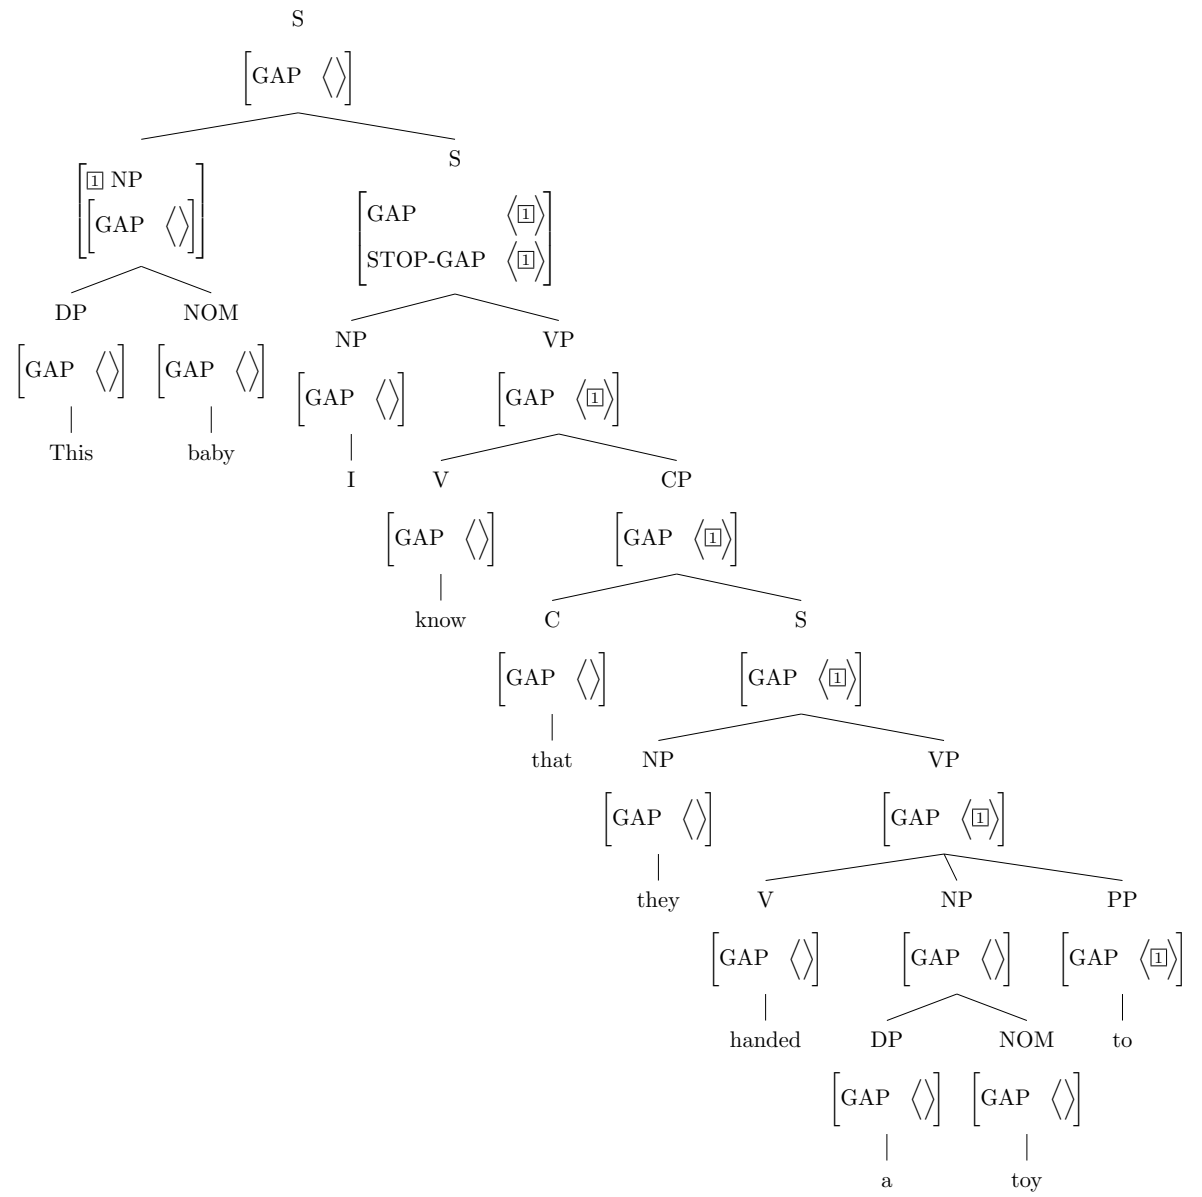 S
[GAP ⟨⟩]
S
[1 NP
[GAP ⟨⟩]]
[GAP ⟨1⟩
STOP-GAP ⟨1⟩]
DP NOM
NP VP
[GAP ⟨⟩] [GAP ⟨⟩]
[GAP ⟨⟩] [GAP ⟨1⟩]
This baby
I V CP
[GAP ⟨⟩] [GAP ⟨1⟩]
know C S
[GAP ⟨⟩] [GAP ⟨1⟩]
that NP VP
[GAP ⟨⟩] [GAP ⟨1⟩]
they V NP PP
[GAP ⟨⟩] [GAP ⟨⟩] [GAP ⟨1⟩]
handed DP NOM to
[GAP ⟨⟩] [GAP ⟨⟩]
a toy